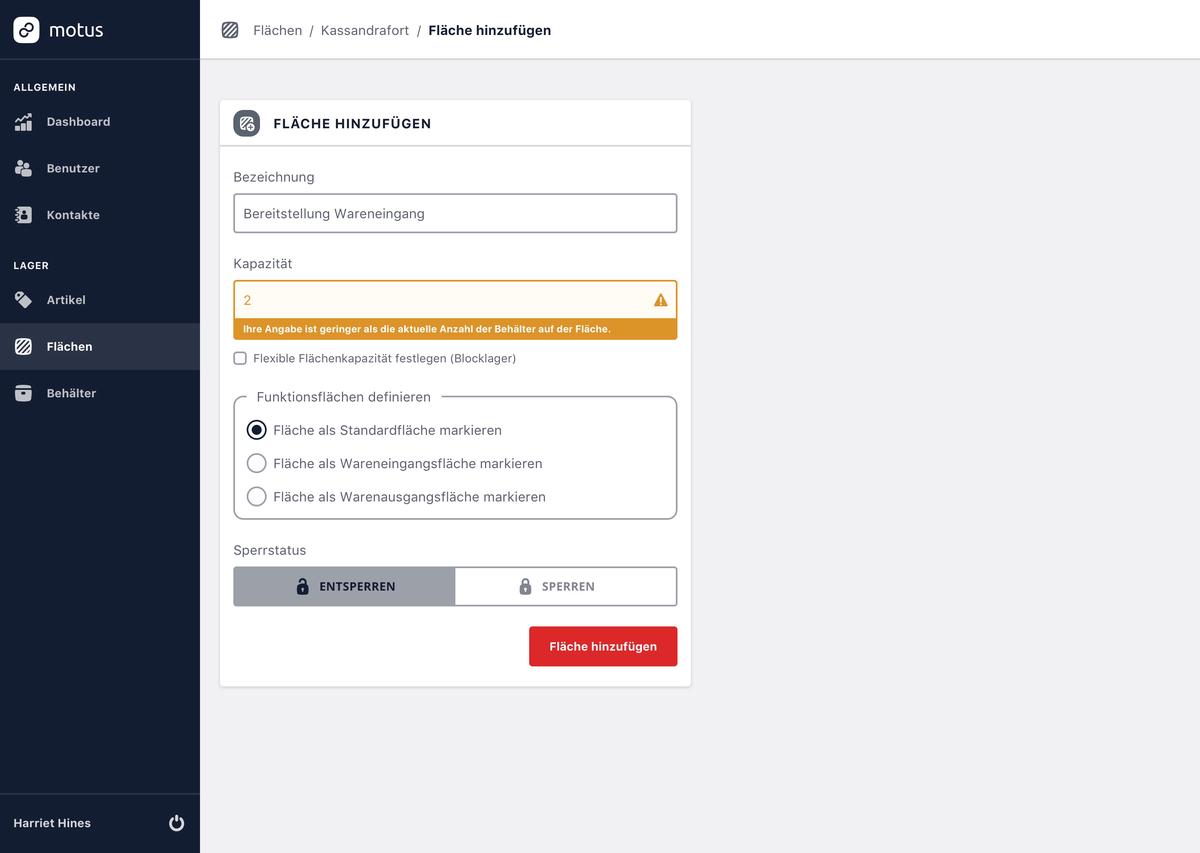 motus
Flächen / Kassandrafort / Fläche hinzufügen
ALLGEMEIN
Dashboard
Benutzer
Kontakte
LAGER
Artikel
Flächen
Behälter
Harriet Hines
FLÄCHE HINZUFÜGEN
Bezeichnung
Bereitstellung Wareneingang
Kapazität
2
Ihre Angabe ist geringer als die aktuelle Anzahl der Behälter auf der Fläche.
Flexible Flächenkapazität festlegen (Blocklager)
Funktionsflächen definieren
Fläche als Standardfläche markieren
Fläche als Wareneingangsfläche markieren
Fläche als Warenausgangsfläche markieren
Sperrstatus
ENTSPERREN
SPERREN
Fläche hinzufügen